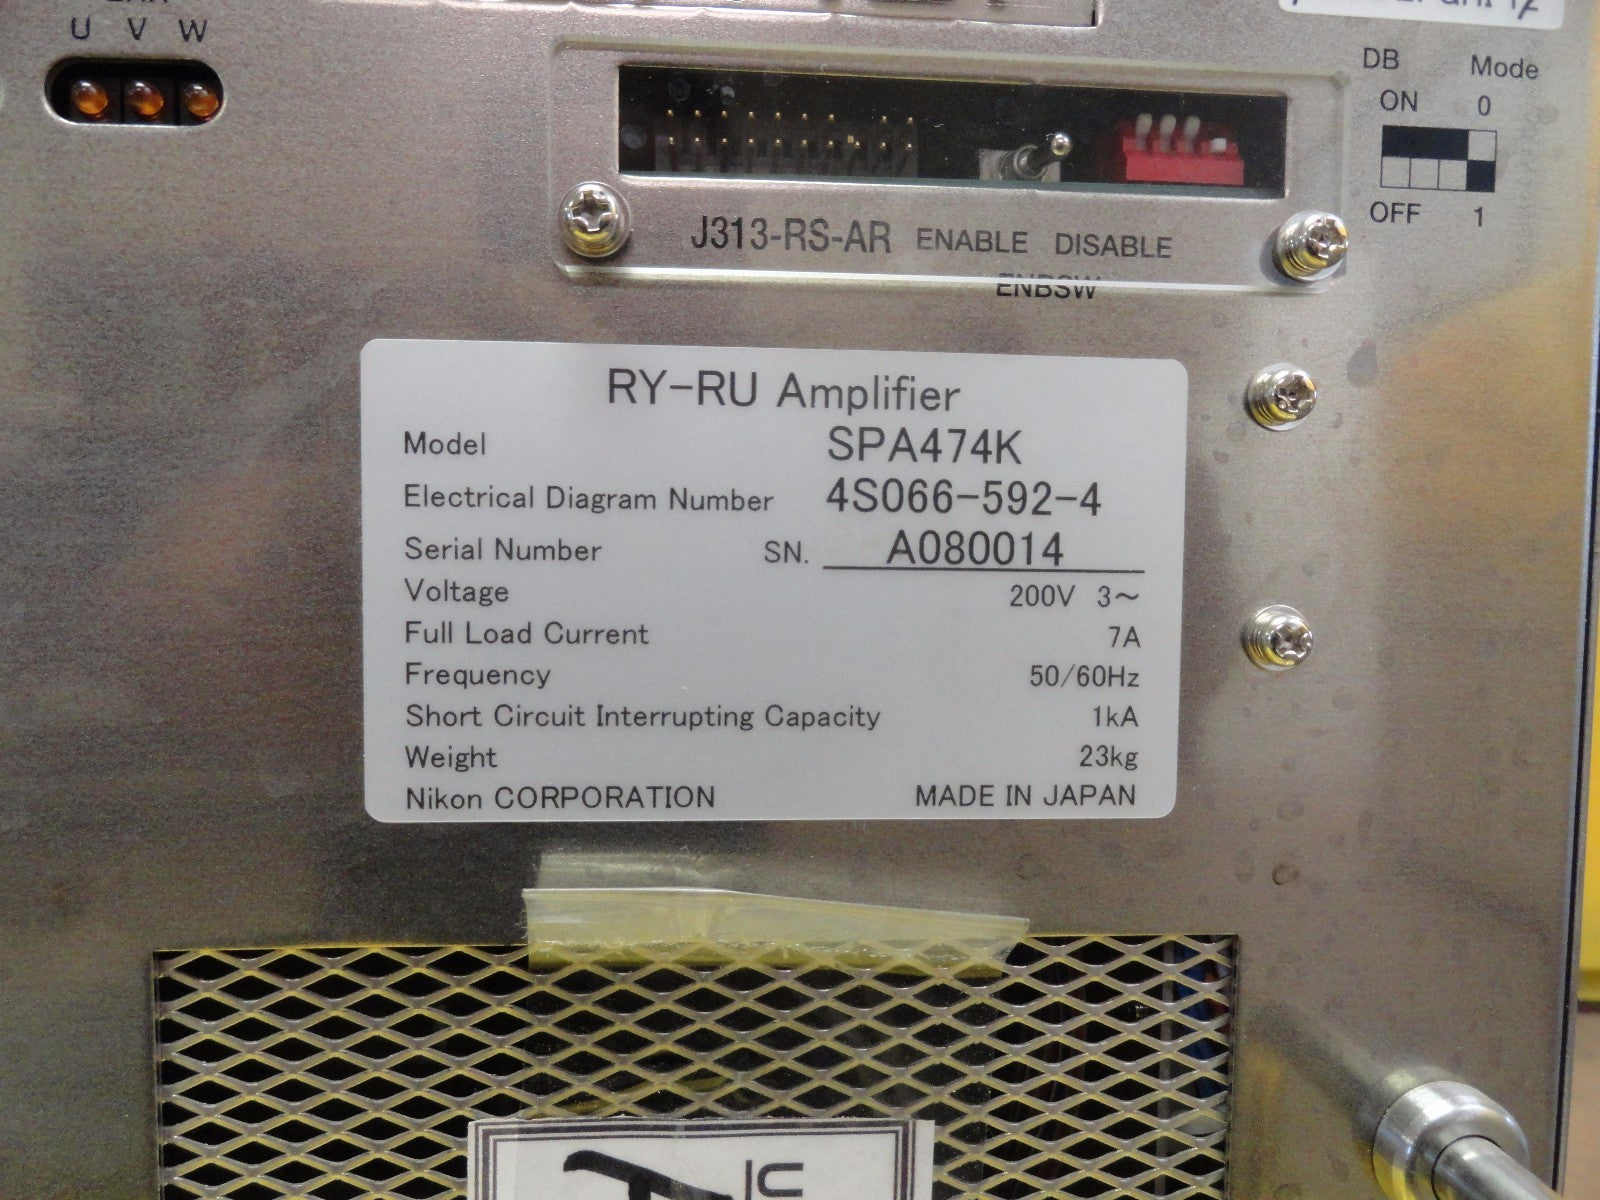 U V W
DB Mode
ON 0
OFF 1
J313-RS-AR ENABLE DISABLE
ENBSW
RY-RU Amplifier
Model SPA474K
Electrical Diagram Number 4S066-592-4
Serial Number SN. A080014
Voltage 200V 3~
Full Load Current 7A
Frequency 50/60Hz
Short Circuit Interrupting Capacity 1kA
Weight 23kg
Nikon CORPORATION MADE IN JAPAN